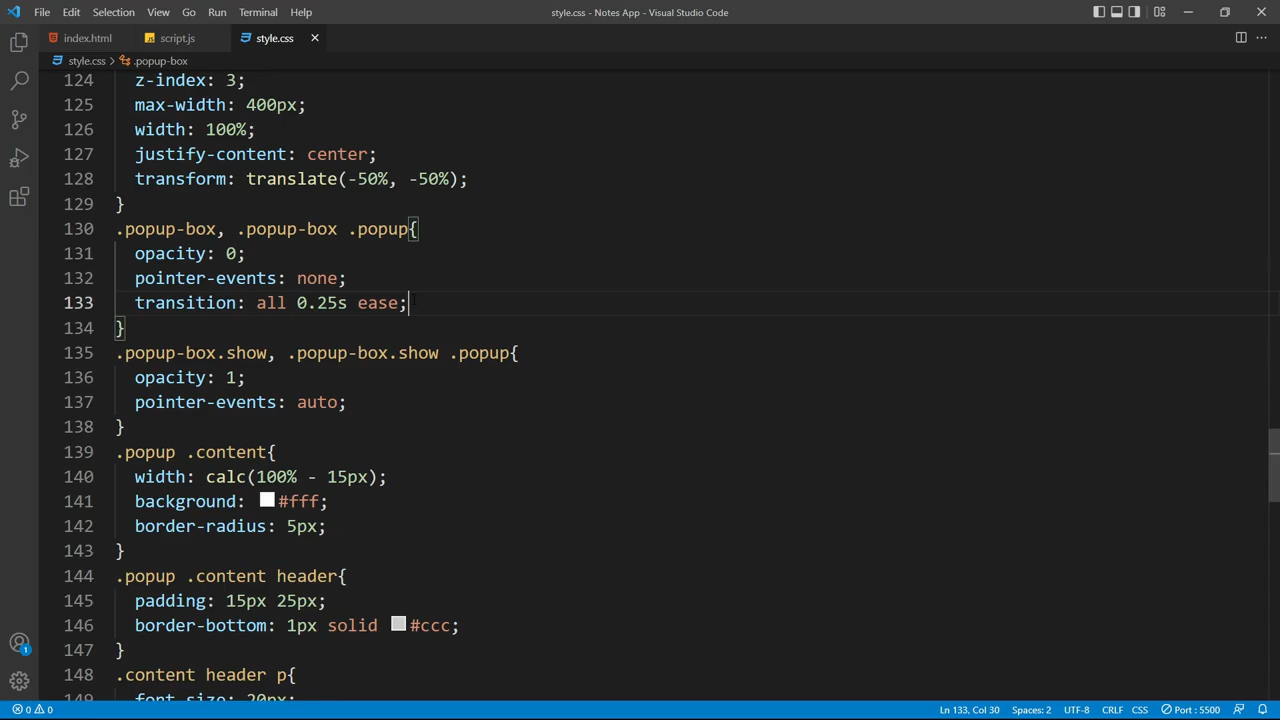 File Edit Selection View Go Run Terminal Help style.css - Notes App - Visual Studio Code
index.html script.js style.css
style.css > .popup-box
124 z-index: 3;
125 max-width: 400px;
126 width: 100%;
127 justify-content: center;
128 transform: translate(-50%, -50%);
129 }
130 .popup-box, .popup-box .popup{
131 opacity: 0;
132 pointer-events: none;
133 transition: all 0.25s ease;
134 }
135 .popup-box.show, .popup-box.show .popup{
136 opacity: 1;
137 pointer-events: auto;
138 }
139 .popup .content{
140 width: calc(100% - 15px);
141 background: #fff;
142 border-radius: 5px;
143 }
144 .popup .content header{
145 padding: 15px 25px;
146 border-bottom: 1px solid #ccc;
147 }
148 .content header p{
149 font-size: 20px;
1
0 0 Ln 133, Col 30 Spaces: 2 UTF-8 CRLF CSS Port : 5500